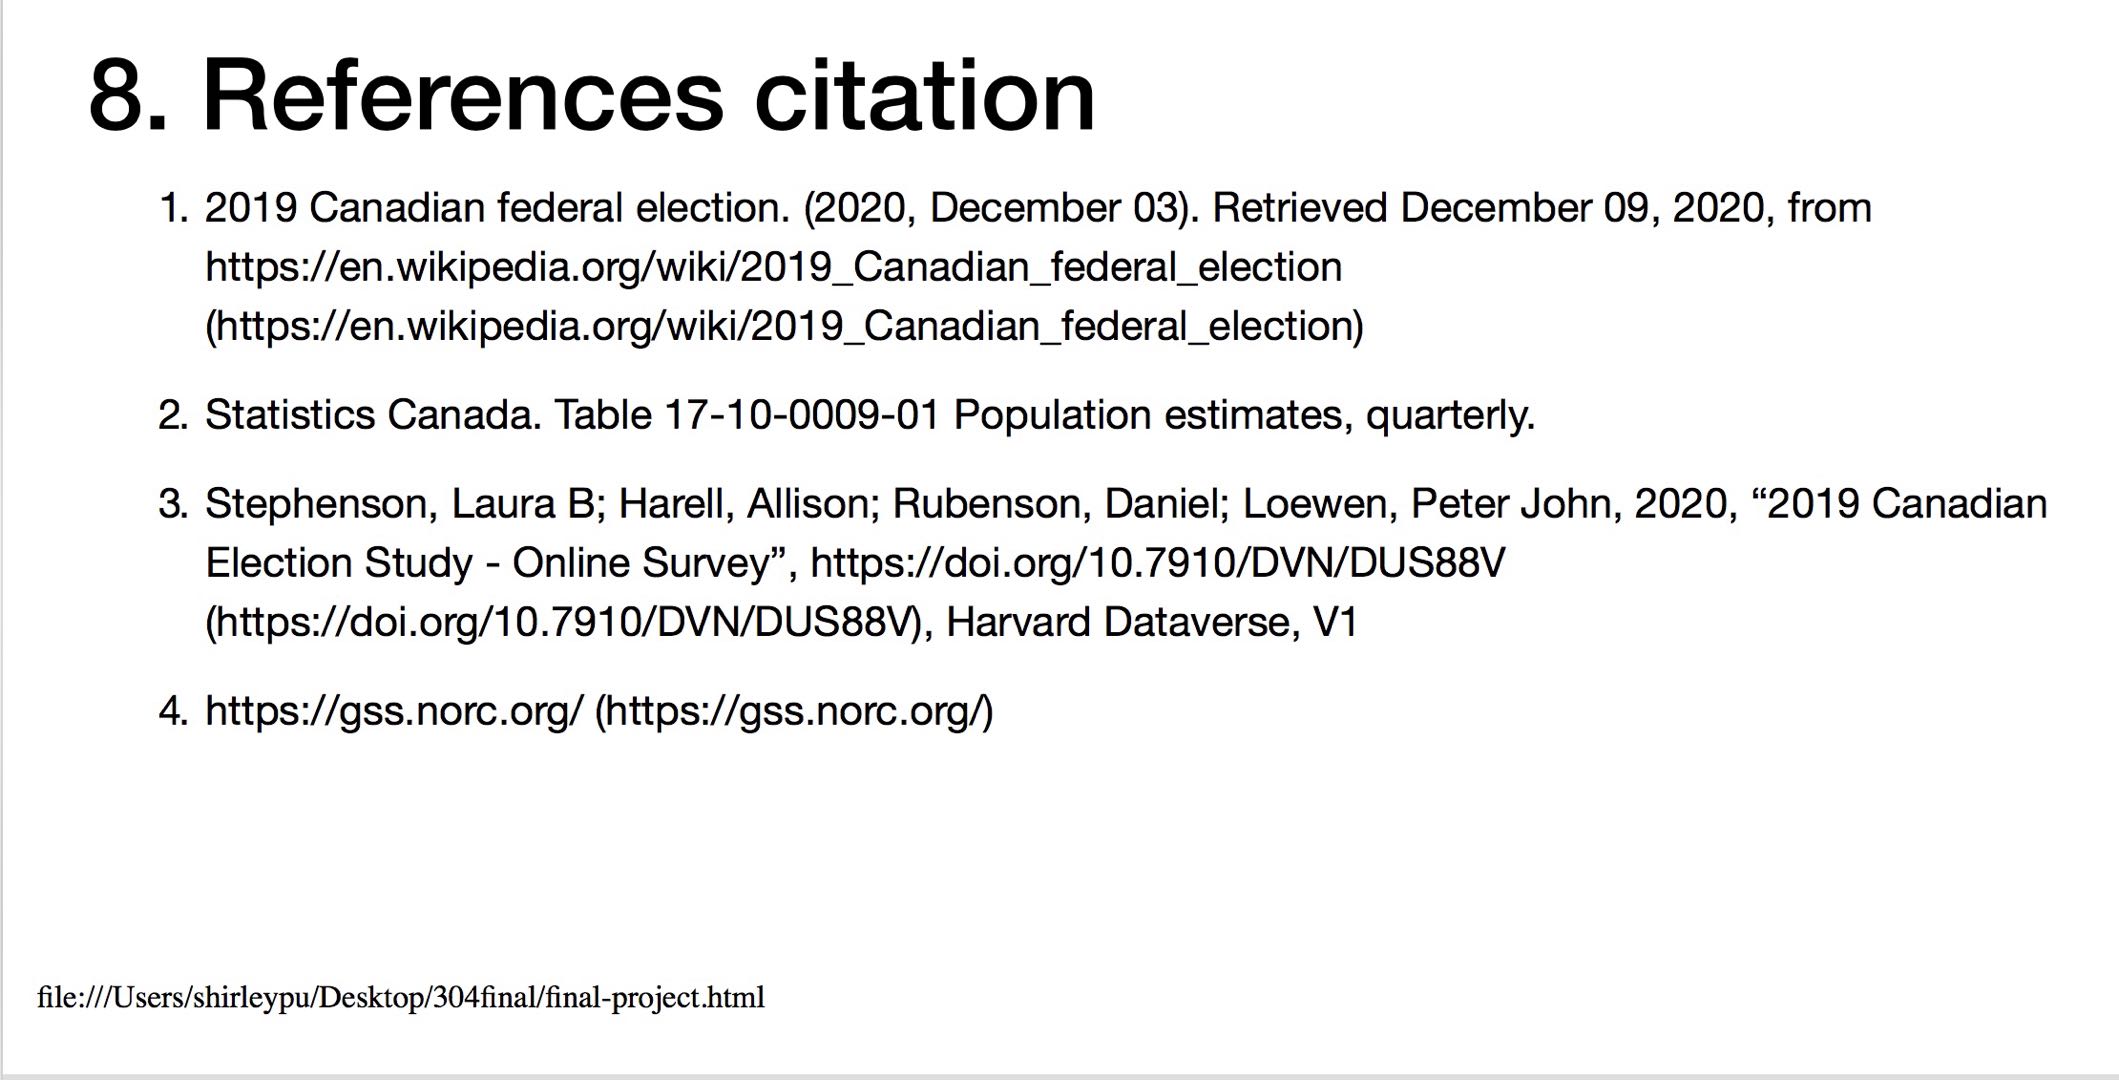 8. References citation
1. 2019 Canadian federal election. (2020, December 03). Retrieved December 09, 2020, from
https://en.wikipedia.org/wiki/2019_Canadian_federal_election
(https://en.wikipedia.org/wiki/2019_Canadian_federal_election)
2. Statistics Canada. Table 17-10-0009-01 Population estimates, quarterly.
3. Stephenson, Laura B; Harell, Allison; Rubenson, Daniel; Loewen, Peter John, 2020, “2019 Canadian
Election Study - Online Survey”, https://doi.org/10.7910/DVN/DUS88V
(https://doi.org/10.7910/DVN/DUS88V), Harvard Dataverse, V1
4. https://gss.norc.org/ (https://gss.norc.org/)
file:///Users/shirleypu/Desktop/304final/final-project.html